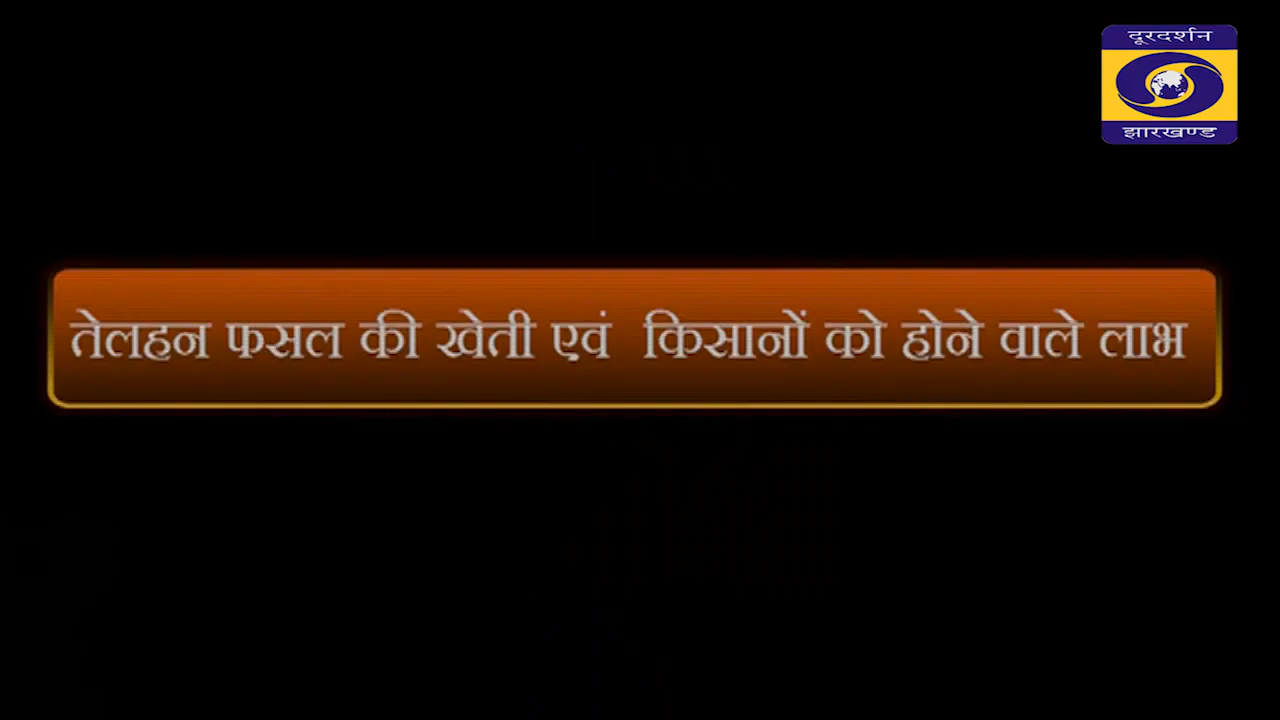 दूरदर्शन
झारखण्ड
तेलहन फसल की खेती एवं किसानों को होने वाले लाभ